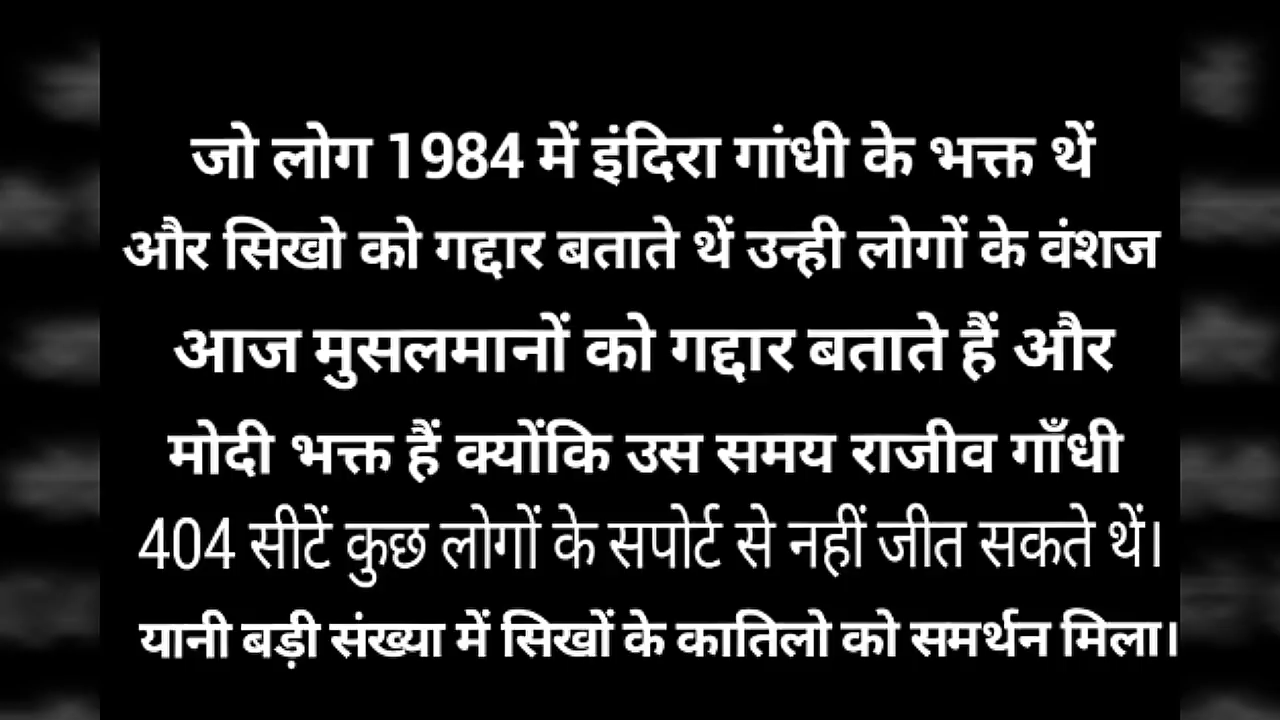 जो लोग 1984 में इंदिरा गांधी के भक्त थें
और सिखो को गद्दार बताते थें उन्ही लोगों के वंशज
आज मुसलमानों को गद्दार बताते हैं और
मोदी भक्त हैं क्योंकि उस समय राजीव गाँधी
404 सीटें कुछ लोगों के सपोर्ट से नहीं जीत सकते थें।
यानी बड़ी संख्या में सिखों के कातिलो को समर्थन मिला।